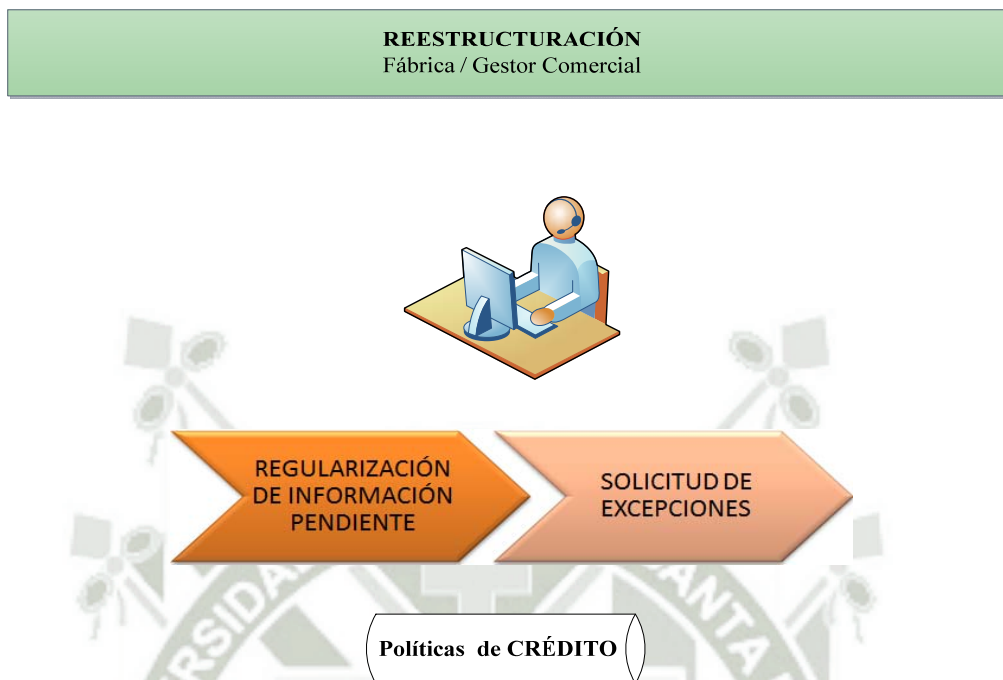 REESTRUCTURACIÓN
Fábrica / Gestor Comercial
REGULARIZACIÓN
DE INFORMACIÓN
PENDIENTE
SOLICITUD DE
EXCEPCIONES
Políticas de CRÉDITO